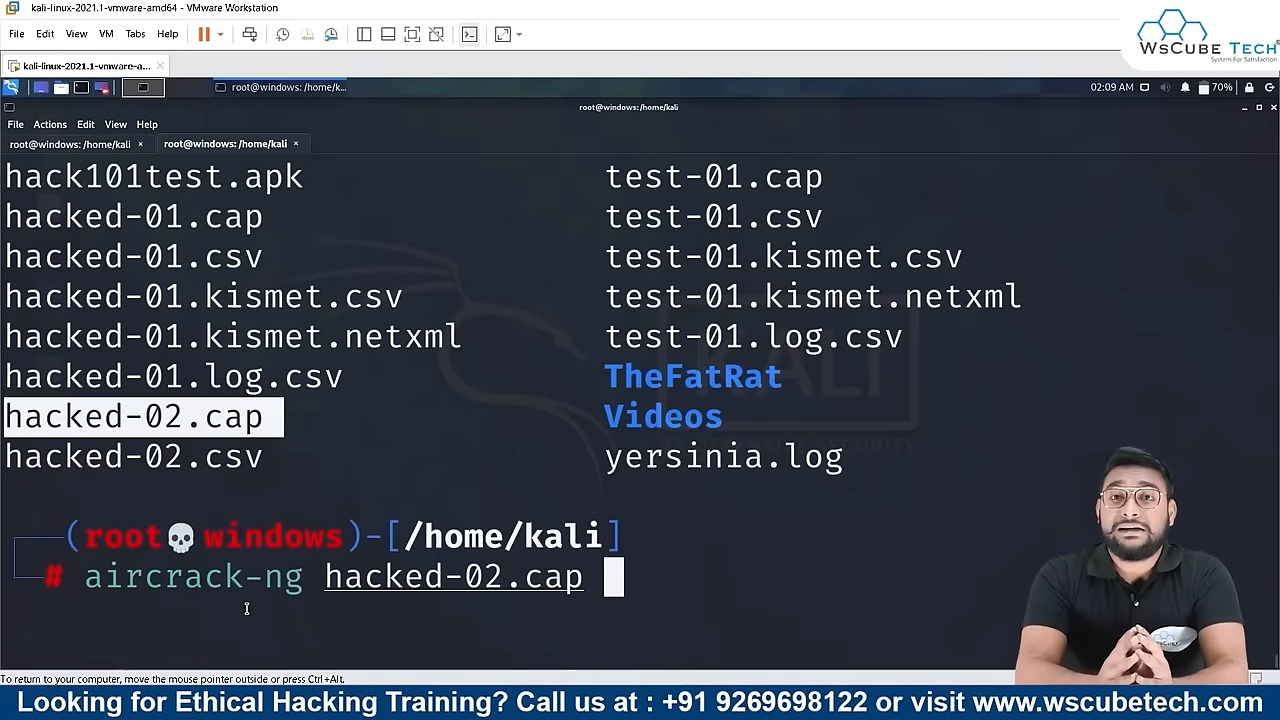 kali-linux-2021.1-vmware-amd64 - VMware Workstation
File Edit View VM Tabs Help
WsCube Tech
System For Satisfaction
kali-linux-2021.1-vmware-a...
root@windows: /home/k...
02:09 AM
70%
root@windows: /home/kali
File Actions Edit View Help
root@windows: /home/kali
root@windows: /home/kali
hack101test.apk test-01.cap
hacked-01.cap test-01.csv
hacked-01.csv test-01.kismet.csv
hacked-01.kismet.csv test-01.kismet.netxml
hacked-01.kismet.netxml test-01.log.csv
hacked-01.log.csv TheFatRat
hacked-02.cap Videos
hacked-02.csv yersinia.log
(root💀windows)-[/home/kali]
# aircrack-ng hacked-02.cap
To return to your computer, move the mouse pointer outside or press Ctrl+Alt.
Looking for Ethical Hacking Training? Call us at : +91 9269698122 or visit www.wscubetech.com